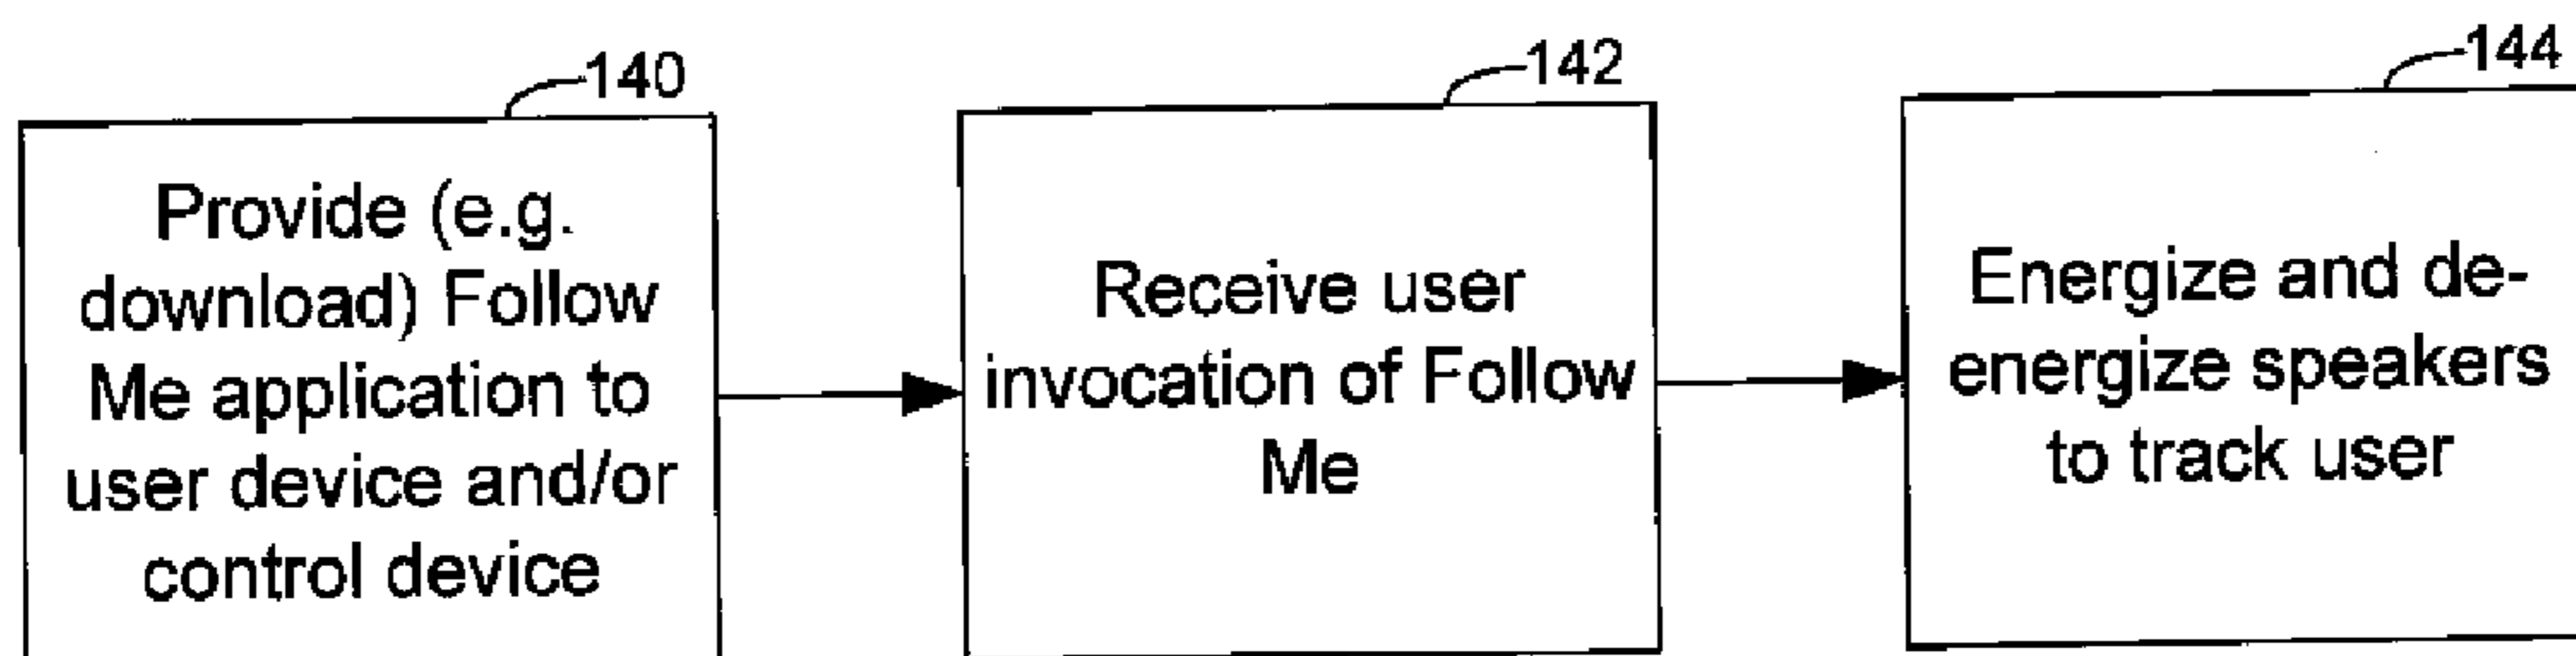 140
Provide (e.g.
download) Follow
Me application to
user device and/or
control device
142
Receive user
invocation of Follow
Me
144
Energize and de-
energize speakers
to track user